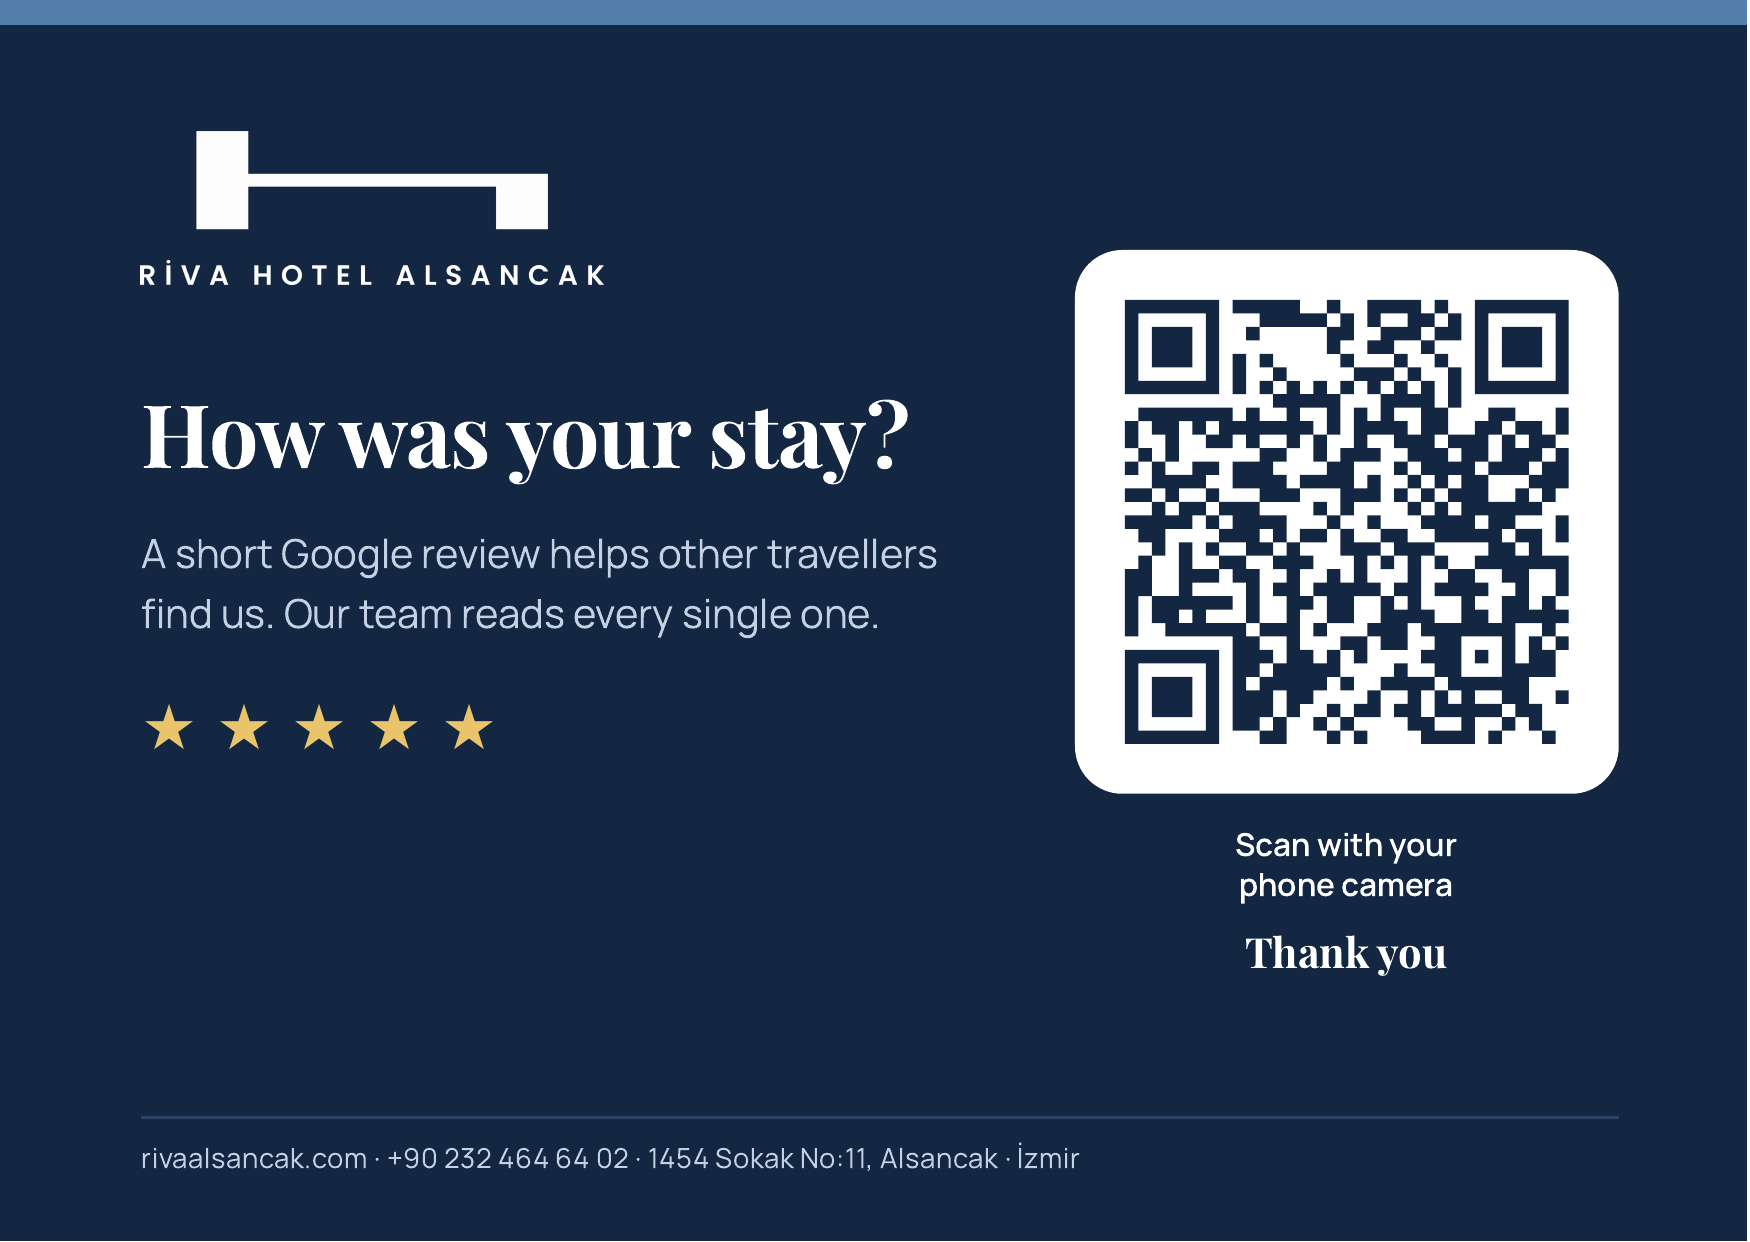 RİVA HOTEL ALSANCAK
How was your stay?
A short Google review helps other travellers
find us. Our team reads every single one.
Scan with your
phone camera
Thank you
rivaalsancak.com · +90 232 464 64 02 · 1454 Sokak No:11, Alsancak · İzmir